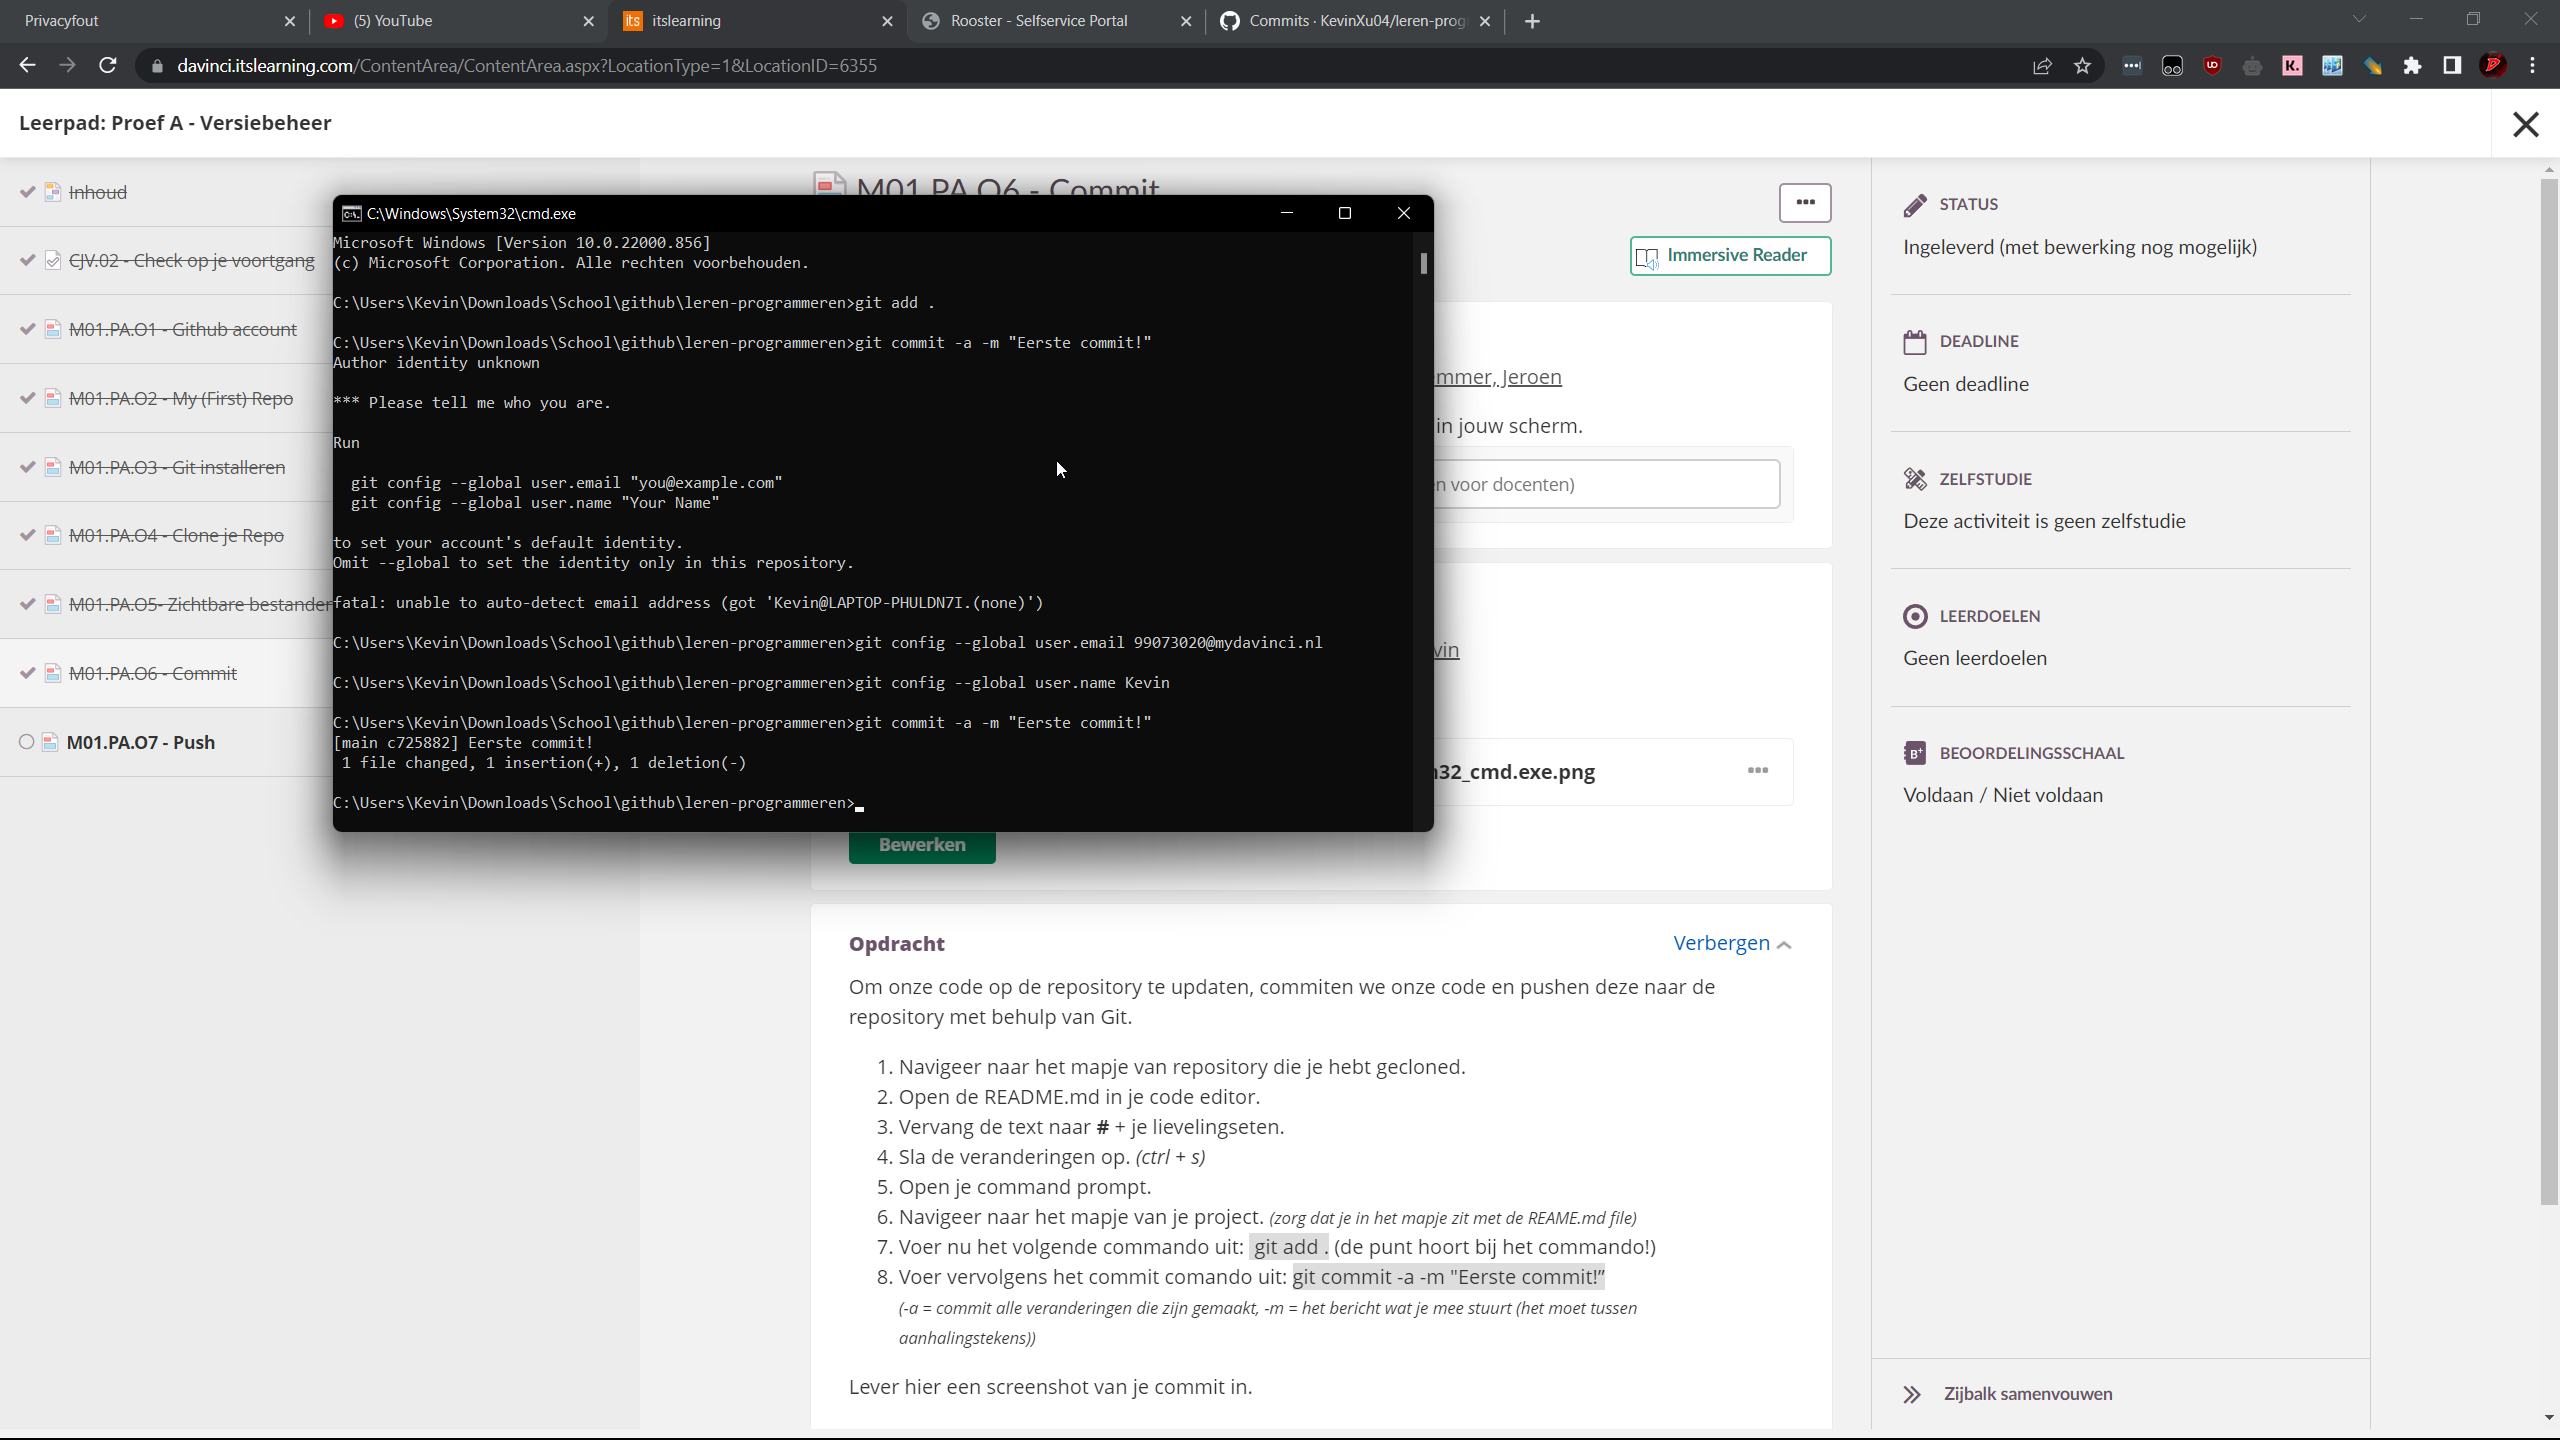 Privacyfout
(5) YouTube
itslearning
Rooster - Selfservice Portal
Commits · KevinXu04/leren-prog
davinci.itslearning.com/ContentArea/ContentArea.aspx?LocationType=1&LocationID=6355
Leerpad: Proef A - Versiebeheer
Inhoud
CJV.02 - Check op je voortgang
M01.PA.O1 - Github account
M01.PA.O2 - My (First) Repo
M01.PA.O3 - Git installeren
M01.PA.O4 - Clone je Repo
M01.PA.O5- Zichtbare bestanden
M01.PA.O6 - Commit
M01.PA.O7 - Push
M01.PA.O6 - Commit
Immersive Reader
C:\Windows\System32\cmd.exe
Microsoft Windows [Version 10.0.22000.856]
(c) Microsoft Corporation. Alle rechten voorbehouden.
C:\Users\Kevin\Downloads\School\github\leren-programmeren>git add .
C:\Users\Kevin\Downloads\School\github\leren-programmeren>git commit -a -m "Eerste commit!"
Author identity unknown
*** Please tell me who you are.
Run
git config --global user.email "you@example.com"
git config --global user.name "Your Name"
to set your account's default identity.
Omit --global to set the identity only in this repository.
fatal: unable to auto-detect email address (got 'Kevin@LAPTOP-PHULDN7I.(none)')
C:\Users\Kevin\Downloads\School\github\leren-programmeren>git config --global user.email 99073020@mydavinci.nl
C:\Users\Kevin\Downloads\School\github\leren-programmeren>git config --global user.name Kevin
C:\Users\Kevin\Downloads\School\github\leren-programmeren>git commit -a -m "Eerste commit!"
[main c725882] Eerste commit!
1 file changed, 1 insertion(+), 1 deletion(-)
C:\Users\Kevin\Downloads\School\github\leren-programmeren>
mmer, Jeroen
in jouw scherm.
n voor docenten)
vin
32_cmd.exe.png
Bewerken
Opdracht
Verbergen
Om onze code op de repository te updaten, commiten we onze code en pushen deze naar de
repository met behulp van Git.
1. Navigeer naar het mapje van repository die je hebt gecloned.
2. Open de README.md in je code editor.
3. Vervang de text naar # + je lievelingseten.
4. Sla de veranderingen op. (ctrl + s)
5. Open je command prompt.
6. Navigeer naar het mapje van je project. (zorg dat je in het mapje zit met de REAME.md file)
7. Voer nu het volgende commando uit: git add . (de punt hoort bij het commando!)
8. Voer vervolgens het commit comando uit: git commit -a -m "Eerste commit!”
(-a = commit alle veranderingen die zijn gemaakt, -m = het bericht wat je mee stuurt (het moet tussen
aanhalingstekens))
Lever hier een screenshot van je commit in.
STATUS
Ingeleverd (met bewerking nog mogelijk)
DEADLINE
Geen deadline
ZELFSTUDIE
Deze activiteit is geen zelfstudie
LEERDOELEN
Geen leerdoelen
BEOORDELINGSSCHAAL
Voldaan / Niet voldaan
Zijbalk samenvouwen